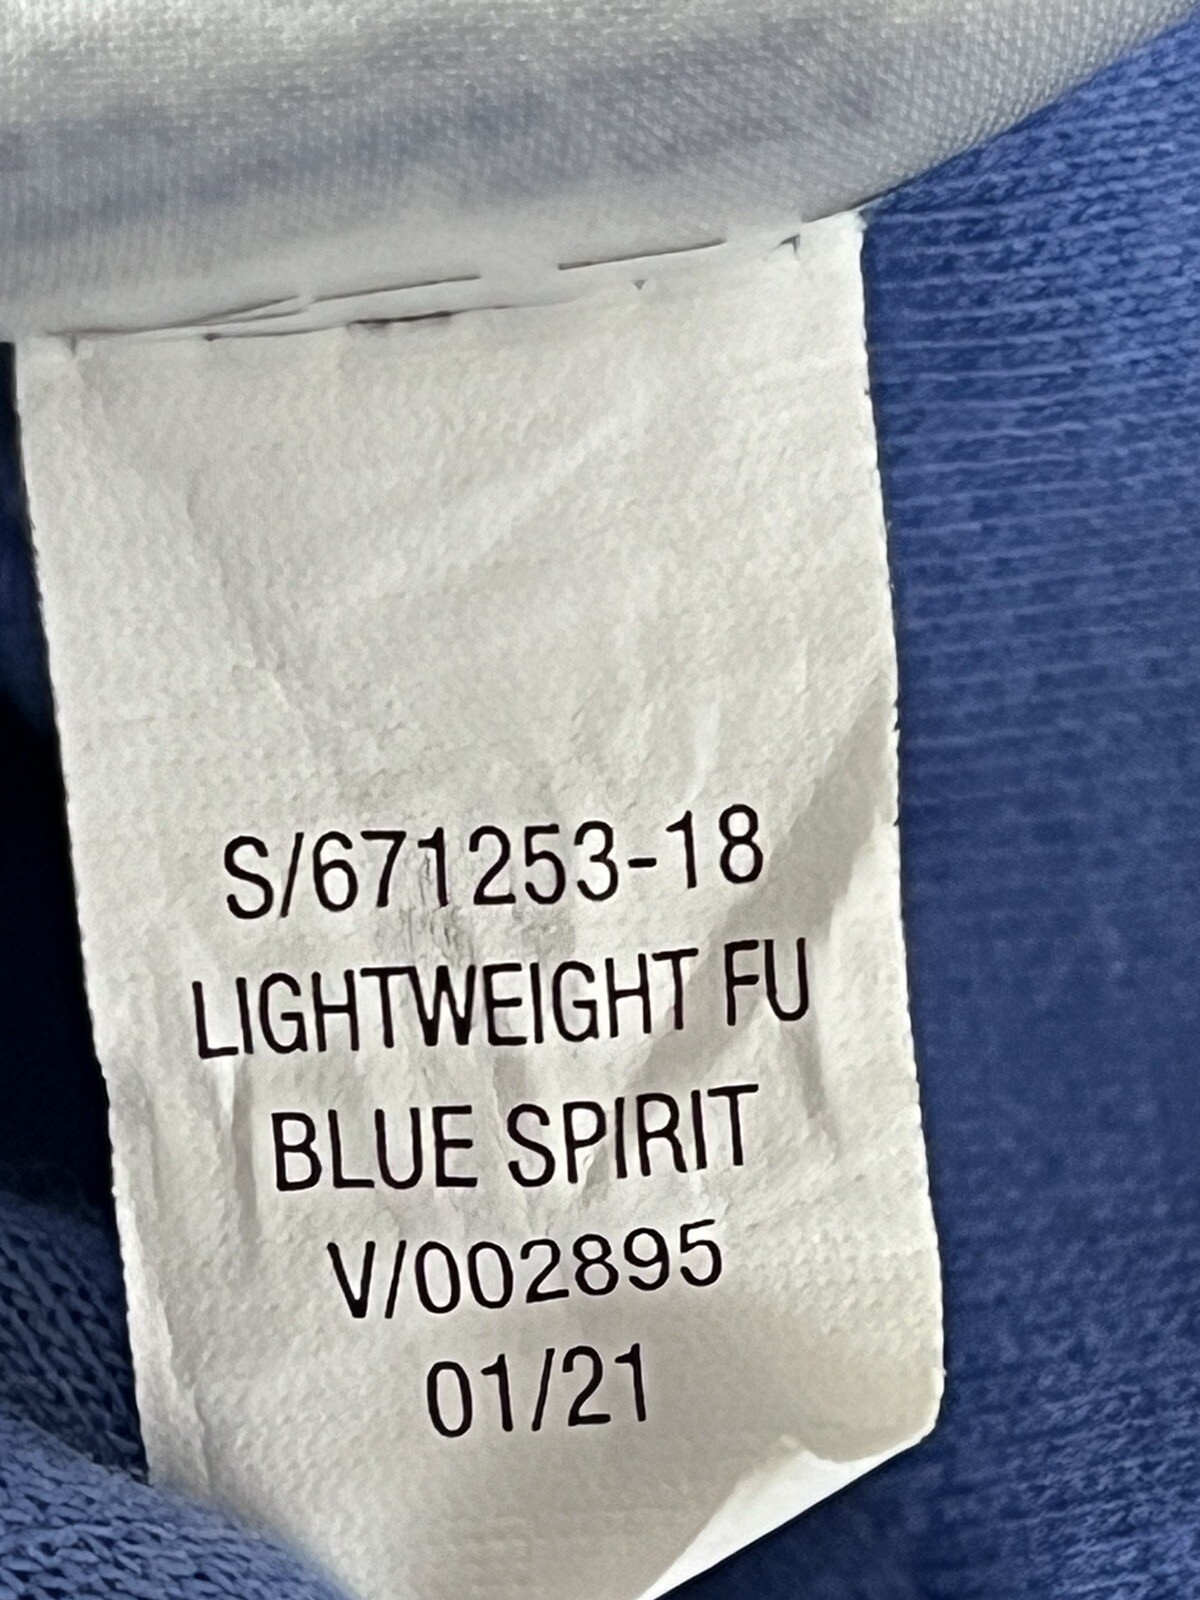 S/671253-18
LIGHTWEIGHT FU
BLUE SPIRIT
V/002895
01/21